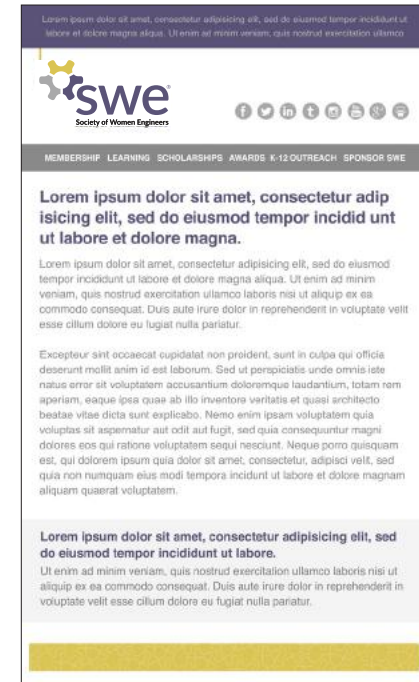 Lorem ipsum dolor sit amet, consectetur adipisicing elit, sed do eiusmod tempor incididunt ut
labore et dolore magna aliqua. Ut enim ad minim veniam, quis nostrud exercitation ullamco
swe
Society of Women Engineers
MEMBERSHIP LEARNING SCHOLARSHIPS AWARDS K-12 OUTREACH SPONSOR SWE
Lorem ipsum dolor sit amet, consectetur adip
isicing elit, sed do eiusmod tempor incidid unt
ut labore et dolore magna.
Lorem ipsum dolor sit amet, consectetur adipisicing elit, sed do eiusmod
tempor incididunt ut labore et dolore magna aliqua. Ut enim ad minim
veniam, quis nostrud exercitation ullamco laboris nisi ut aliquip ex ea
commodo consequat. Duis aute irure dolor in reprehenderit in voluptate velit
esse cillum dolore eu fugiat nulla pariatur.
Excepteur sint occaecat cupidatat non proident, sunt in culpa qui officia
deserunt mollit anim id est laborum. Sed ut perspiciatis unde omnis iste
natus error sit voluptatem accusantium doloremque laudantium, totam rem
aperiam, eaque ipsa quae ab illo inventore veritatis et quasi architecto
beatae vitae dicta sunt explicabo. Nemo enim ipsam voluptatem quia
voluptas sit aspernatur aut odit aut fugit, sed quia consequuntur magni
dolores eos qui ratione voluptatem sequi nesciunt. Neque porro quisquam
est, qui dolorem ipsum quia dolor sit amet, consectetur, adipisci velit, sed
quia non numquam eius modi tempora incidunt ut labore et dolore magnam
aliquam quaerat voluptatem.
Lorem ipsum dolor sit amet, consectetur adipisicing elit, sed
do eiusmod tempor incididunt ut labore.
Ut enim ad minim veniam, quis nostrud exercitation ullamco laboris nisi ut
aliquip ex ea commodo consequat. Duis aute irure dolor in reprehenderit in
voluptate velit esse cillum dolore eu fugiat nulla pariatur.